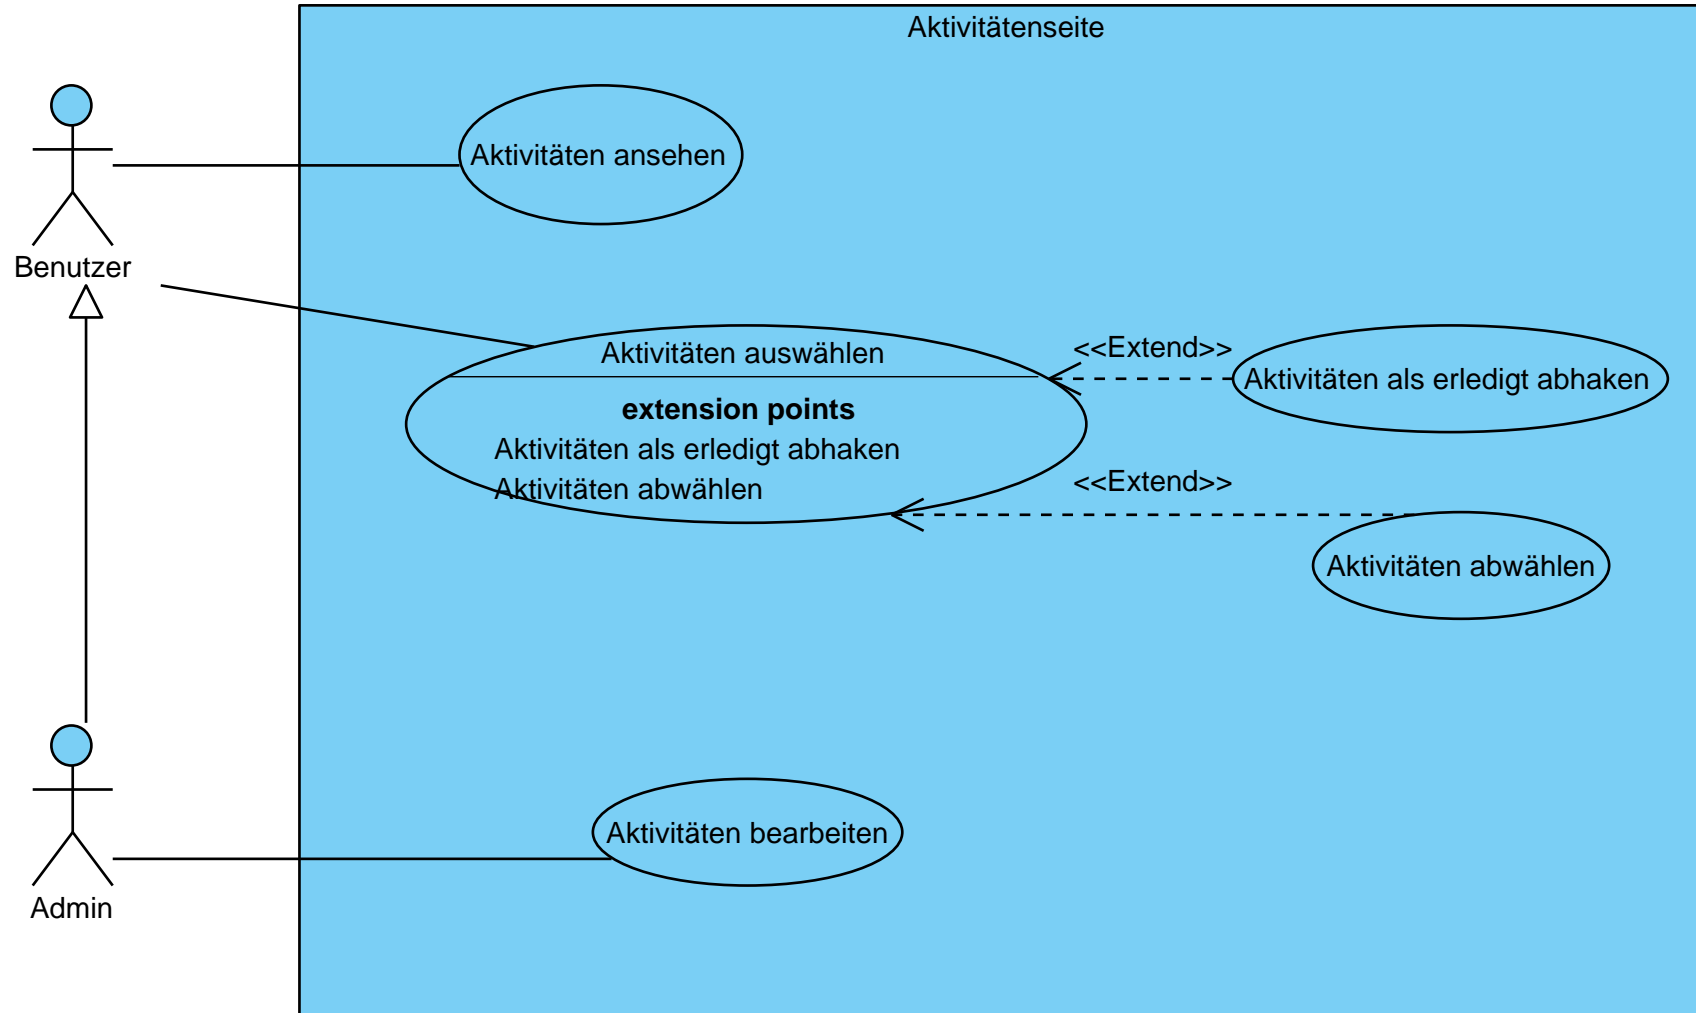 Aktivitätenseite
Aktivitäten ansehen
Benutzer
Aktivitäten auswählen
<<Extend>>
Aktivitäten als erledigt abhaken
extension points
Aktivitäten als erledigt abhaken
Aktivitäten abwählen
<<Extend>>
Aktivitäten abwählen
Aktivitäten bearbeiten
Admin